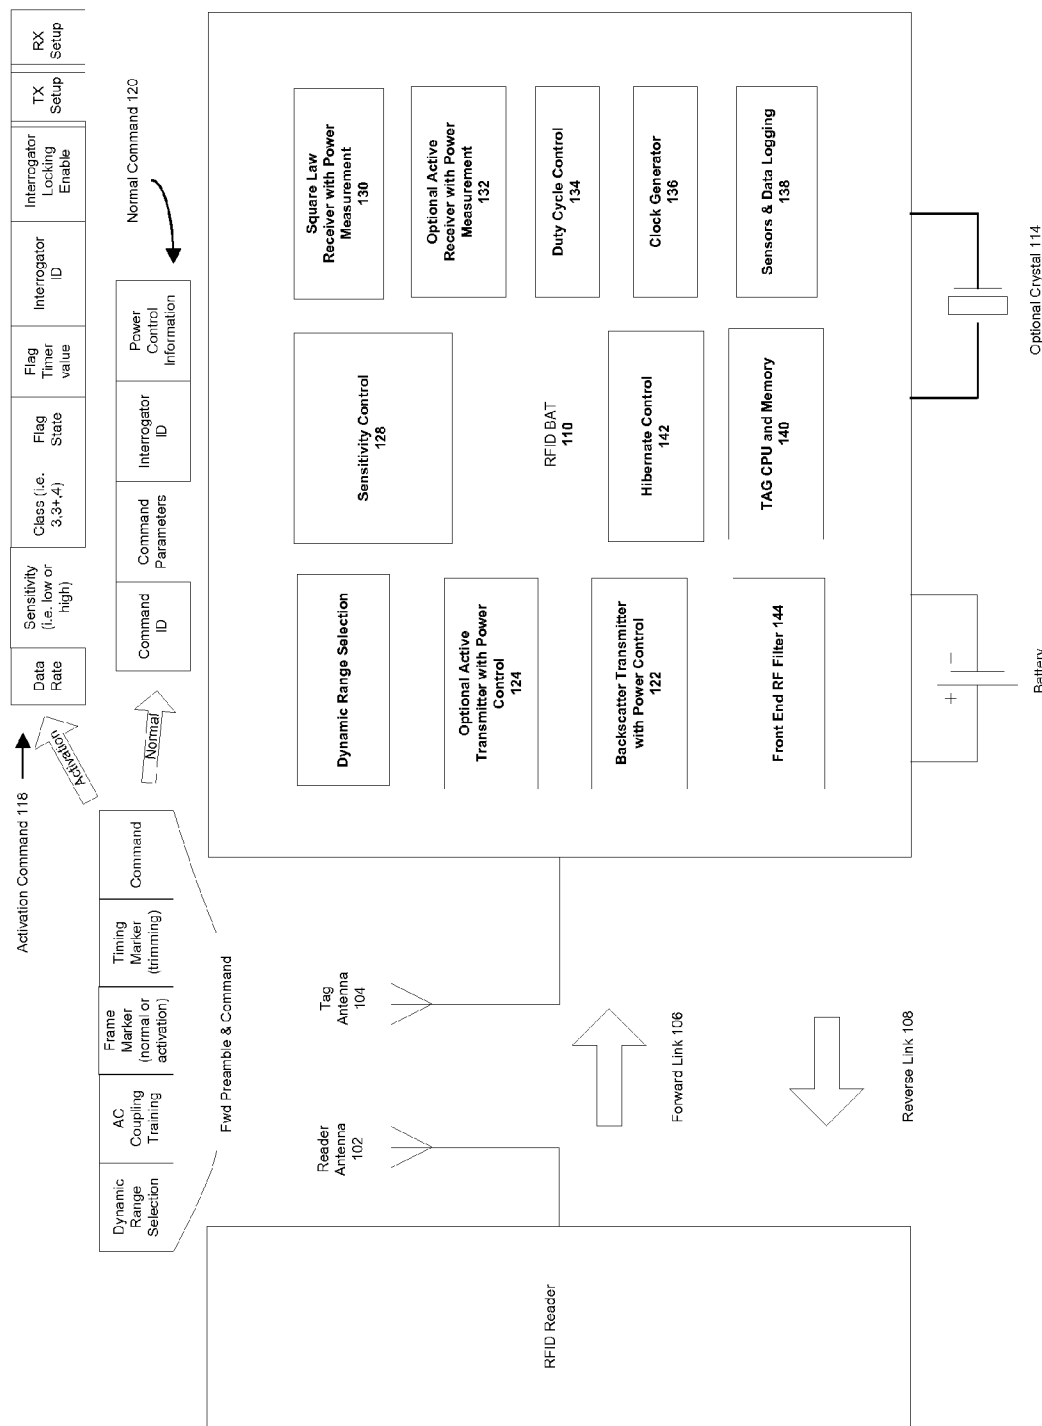 Activation Command 118
Data
Rate
Sensitivity
(i.e. low or
high)
Class (i.e.
3,3+,4)
Flag
State
Flag
Timer
value
Interrogator
ID
Interrogator
Locking
Enable
TX
Setup
RX
Setup
Activation
Normal
Normal Command 120
Command
ID
Command
Parameters
Interrogator
ID
Power
Control
Information
Dynamic
Range
Selection
AC
Coupling
Training
Frame
Marker
(normal or
activation)
Timing
Marker
(trimming)
Command
Fwd Preamble & Command
RFID Reader
Reader
Antenna
102
Tag
Antenna
104
Forward Link 106
Reverse Link 108
Dynamic Range Selection
Sensitivity Control
128
Square Law
Receiver with Power
Measurement
130
Optional Active
Transmitter with Power
Control
124
Optional Active
Receiver with Power
Measurement
132
RFID BAT
110
Duty Cycle Control
134
Backscatter Transmitter
with Power Control
122
Hibernate Control
142
Clock Generator
136
Front End RF Filter 144
TAG CPU and Memory
140
Sensors & Data Logging
138
+
−
Battery
Optional Crystal 114